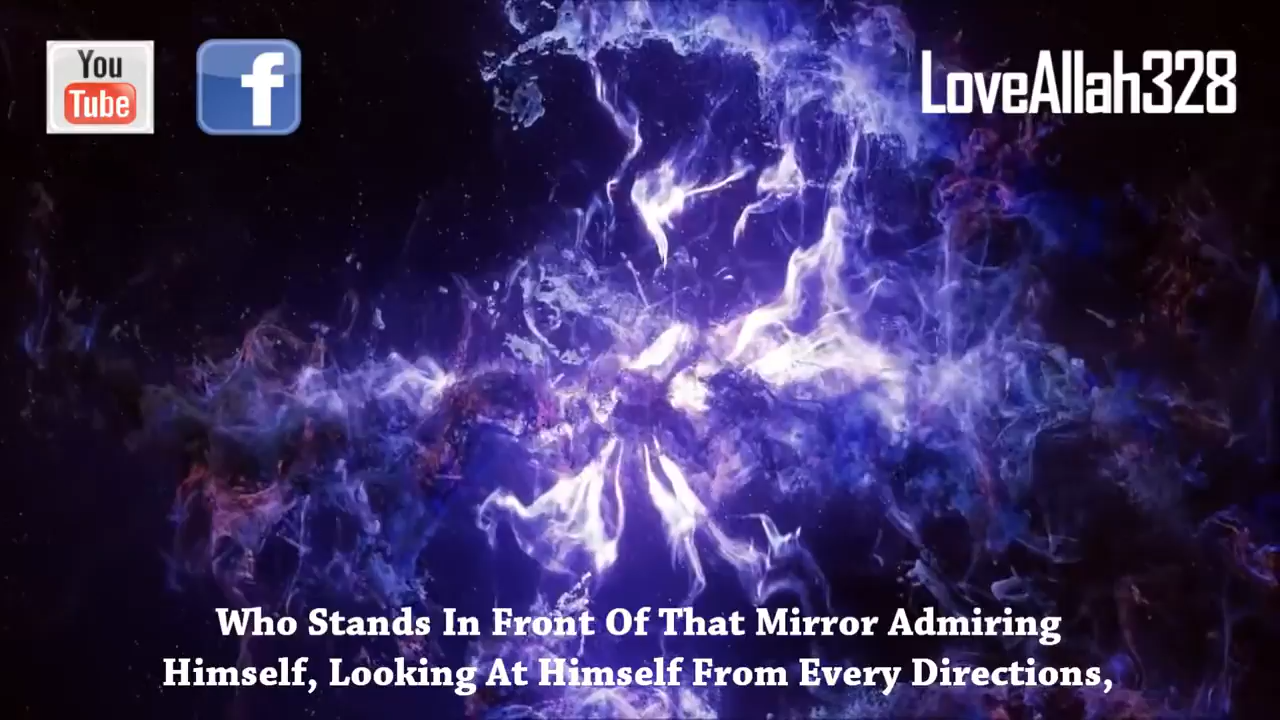 You
Tube
f
LoveAllah328
Who Stands In Front Of That Mirror Admiring
Himself, Looking At Himself From Every Directions,